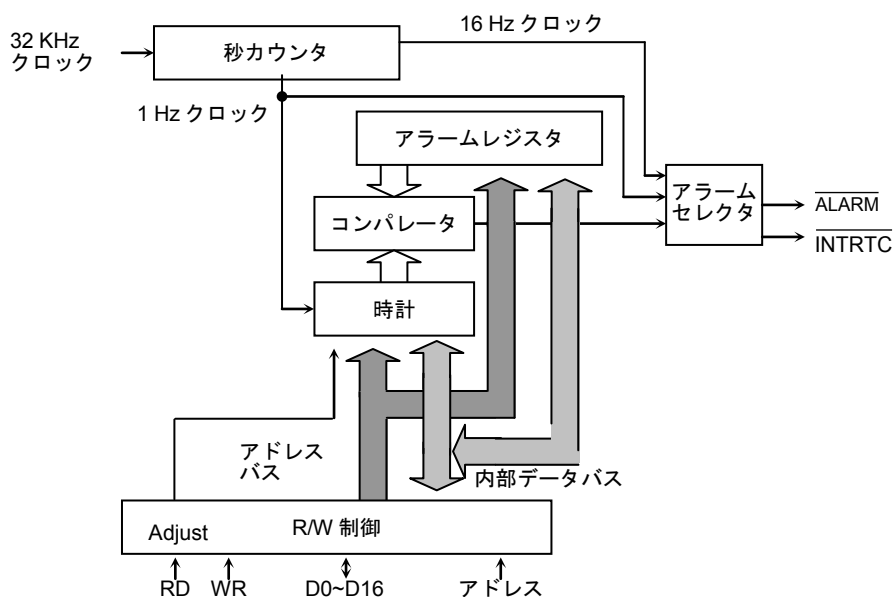 16 Hz クロック
32 KHz
クロック
秒カウンタ
1 Hz クロック
アラームレジスタ
アラーム
セレクタ
ALARM
INTRTC
コンパレータ
時計
アドレス
バス
内部データバス
Adjust
R/W 制御
RD
WR
D0~D16
アドレス